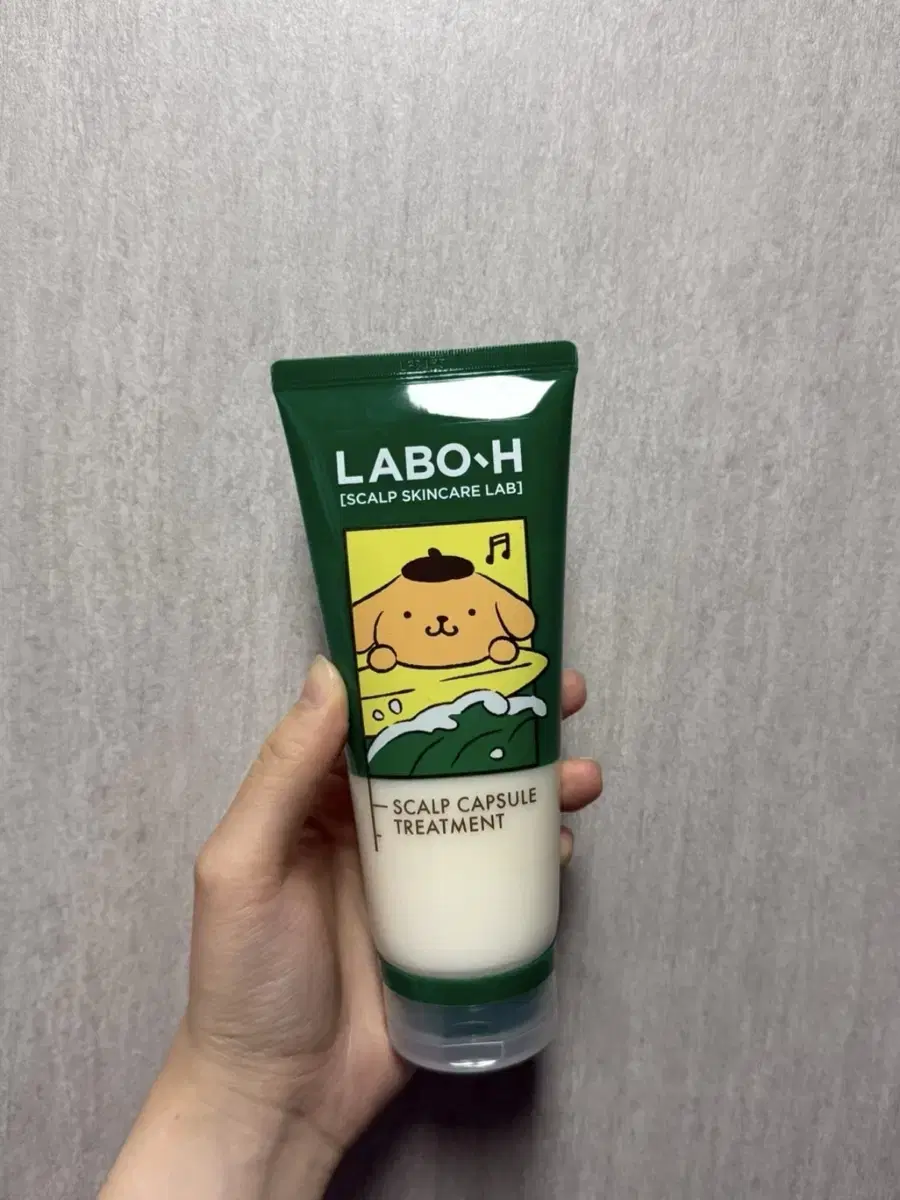 LABO-H
[SCALP SKINCARE LAB]
SCALP CAPSULE
TREATMENT